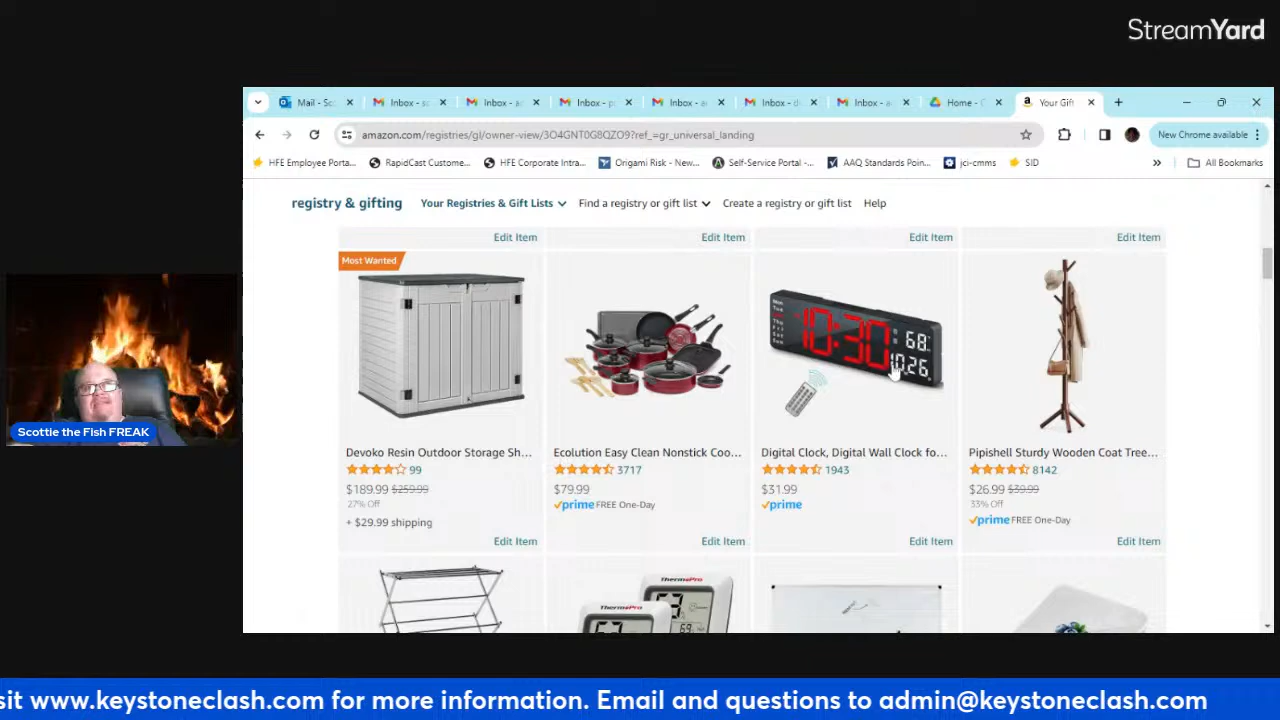 StreamYard
Mail - Sc
Inbox - sc
Inbox - ac
Inbox - p
Inbox - a
Inbox - d
Inbox - a
Home - G
Your Gift
amazon.com/registries/gl/owner-view/3O4GNT0G8QZO9?ref_=gr_universal_landing
New Chrome available
HFE Employee Porta...
RapidCast Custome...
HFE Corporate Intra...
Origami Risk - New...
Self-Service Portal -...
AAQ Standards Poin...
jci-cmms
SID
All Bookmarks
registry & gifting
Your Registries & Gift Lists
Find a registry or gift list
Create a registry or gift list
Help
Edit Item
Edit Item
Edit Item
Edit Item
Most Wanted
10:30
68
10.26
Devoko Resin Outdoor Storage Sh...
99
$189.99 $259.99
27% Off
+ $29.99 shipping
Edit Item
Ecolution Easy Clean Nonstick Coo...
3717
$79.99
prime FREE One-Day
Edit Item
Digital Clock, Digital Wall Clock fo...
1943
$31.99
prime
Edit Item
Pipishell Sturdy Wooden Coat Tree...
8142
$26.99 $39.99
33% Off
prime FREE One-Day
Edit Item
ThermoPro
ThermoPro
Scottie the Fish FREAK
sit www.keystoneclash.com for more information. Email and questions to admin@keystoneclash.com